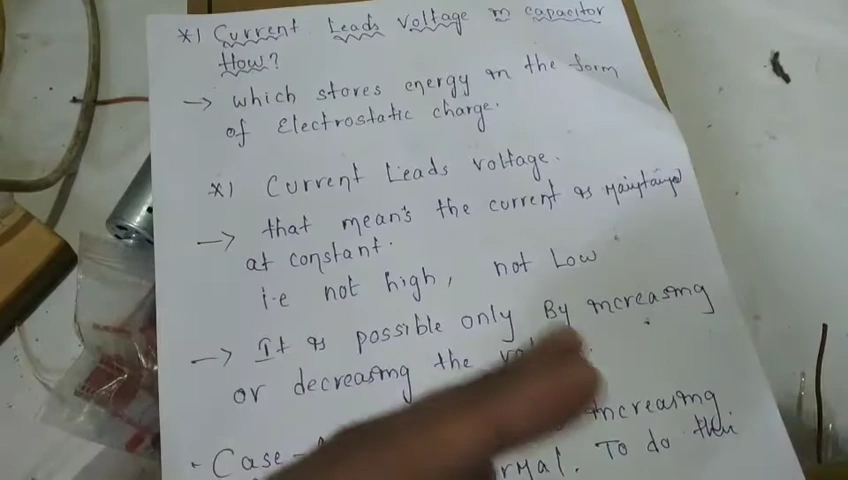 *1 Current Leads Voltage in capacitor
How?
→ which stores energy in the form
of Electrostatic charge.
*1 Current Leads voltage.
→ that mean's the current is Maintained
at constant.
i.e not high, not Low
→ It is possible only By increasing
or decreasing the
. Case - increasing
To do this